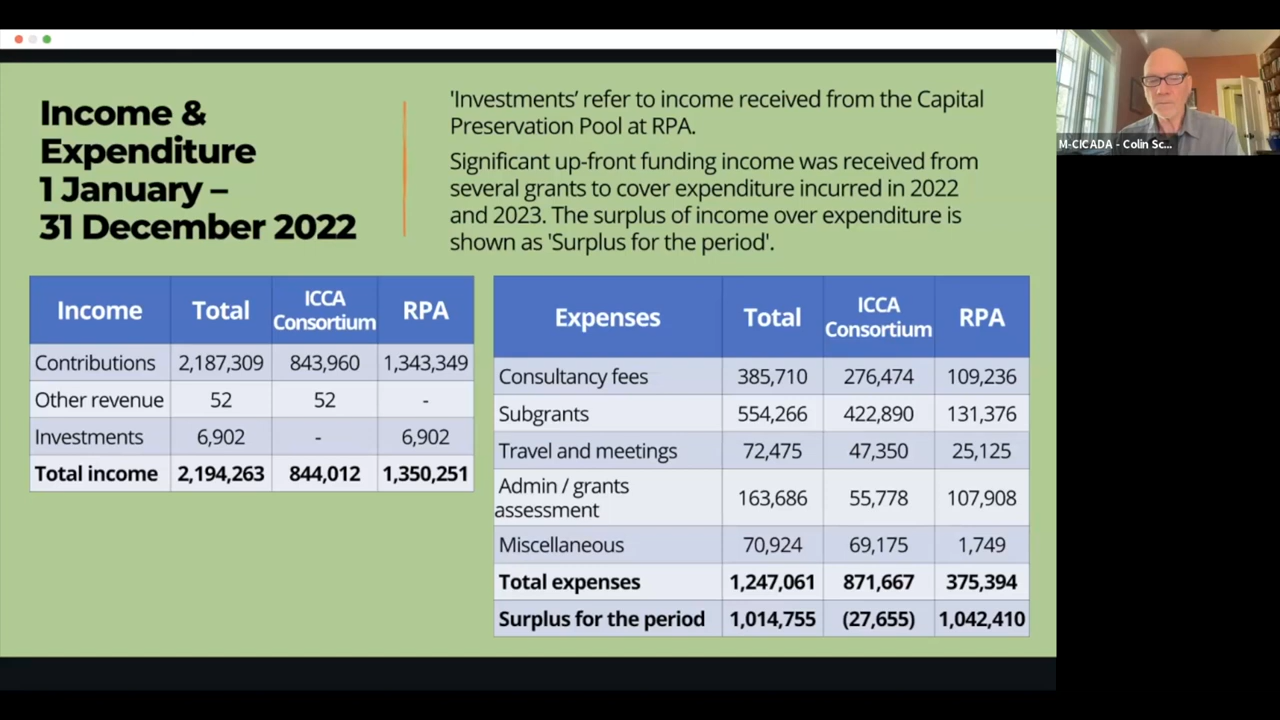 Income &
Expenditure
1 January –
31 December 2022
'Investments’ refer to income received from the Capital
Preservation Pool at RPA.
Significant up-front funding income was received from
several grants to cover expenditure incurred in 2022
and 2023. The surplus of income over expenditure is
shown as 'Surplus for the period'.
Income Total ICCA Consortium RPA
Contributions 2,187,309 843,960 1,343,349
Other revenue 52 52 -
Investments 6,902 - 6,902
Total income 2,194,263 844,012 1,350,251
Expenses Total ICCA Consortium RPA
Consultancy fees 385,710 276,474 109,236
Subgrants 554,266 422,890 131,376
Travel and meetings 72,475 47,350 25,125
Admin / grants assessment 163,686 55,778 107,908
Miscellaneous 70,924 69,175 1,749
Total expenses 1,247,061 871,667 375,394
Surplus for the period 1,014,755 (27,655) 1,042,410
M-CICADA - Colin Sc...